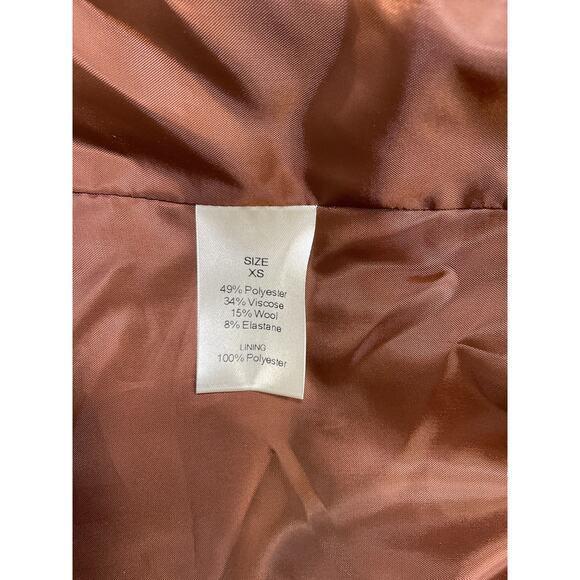 SIZE
XS
49% Polyester
34% Viscose
15% Wool
8% Elastane
LINING
100% Polyester